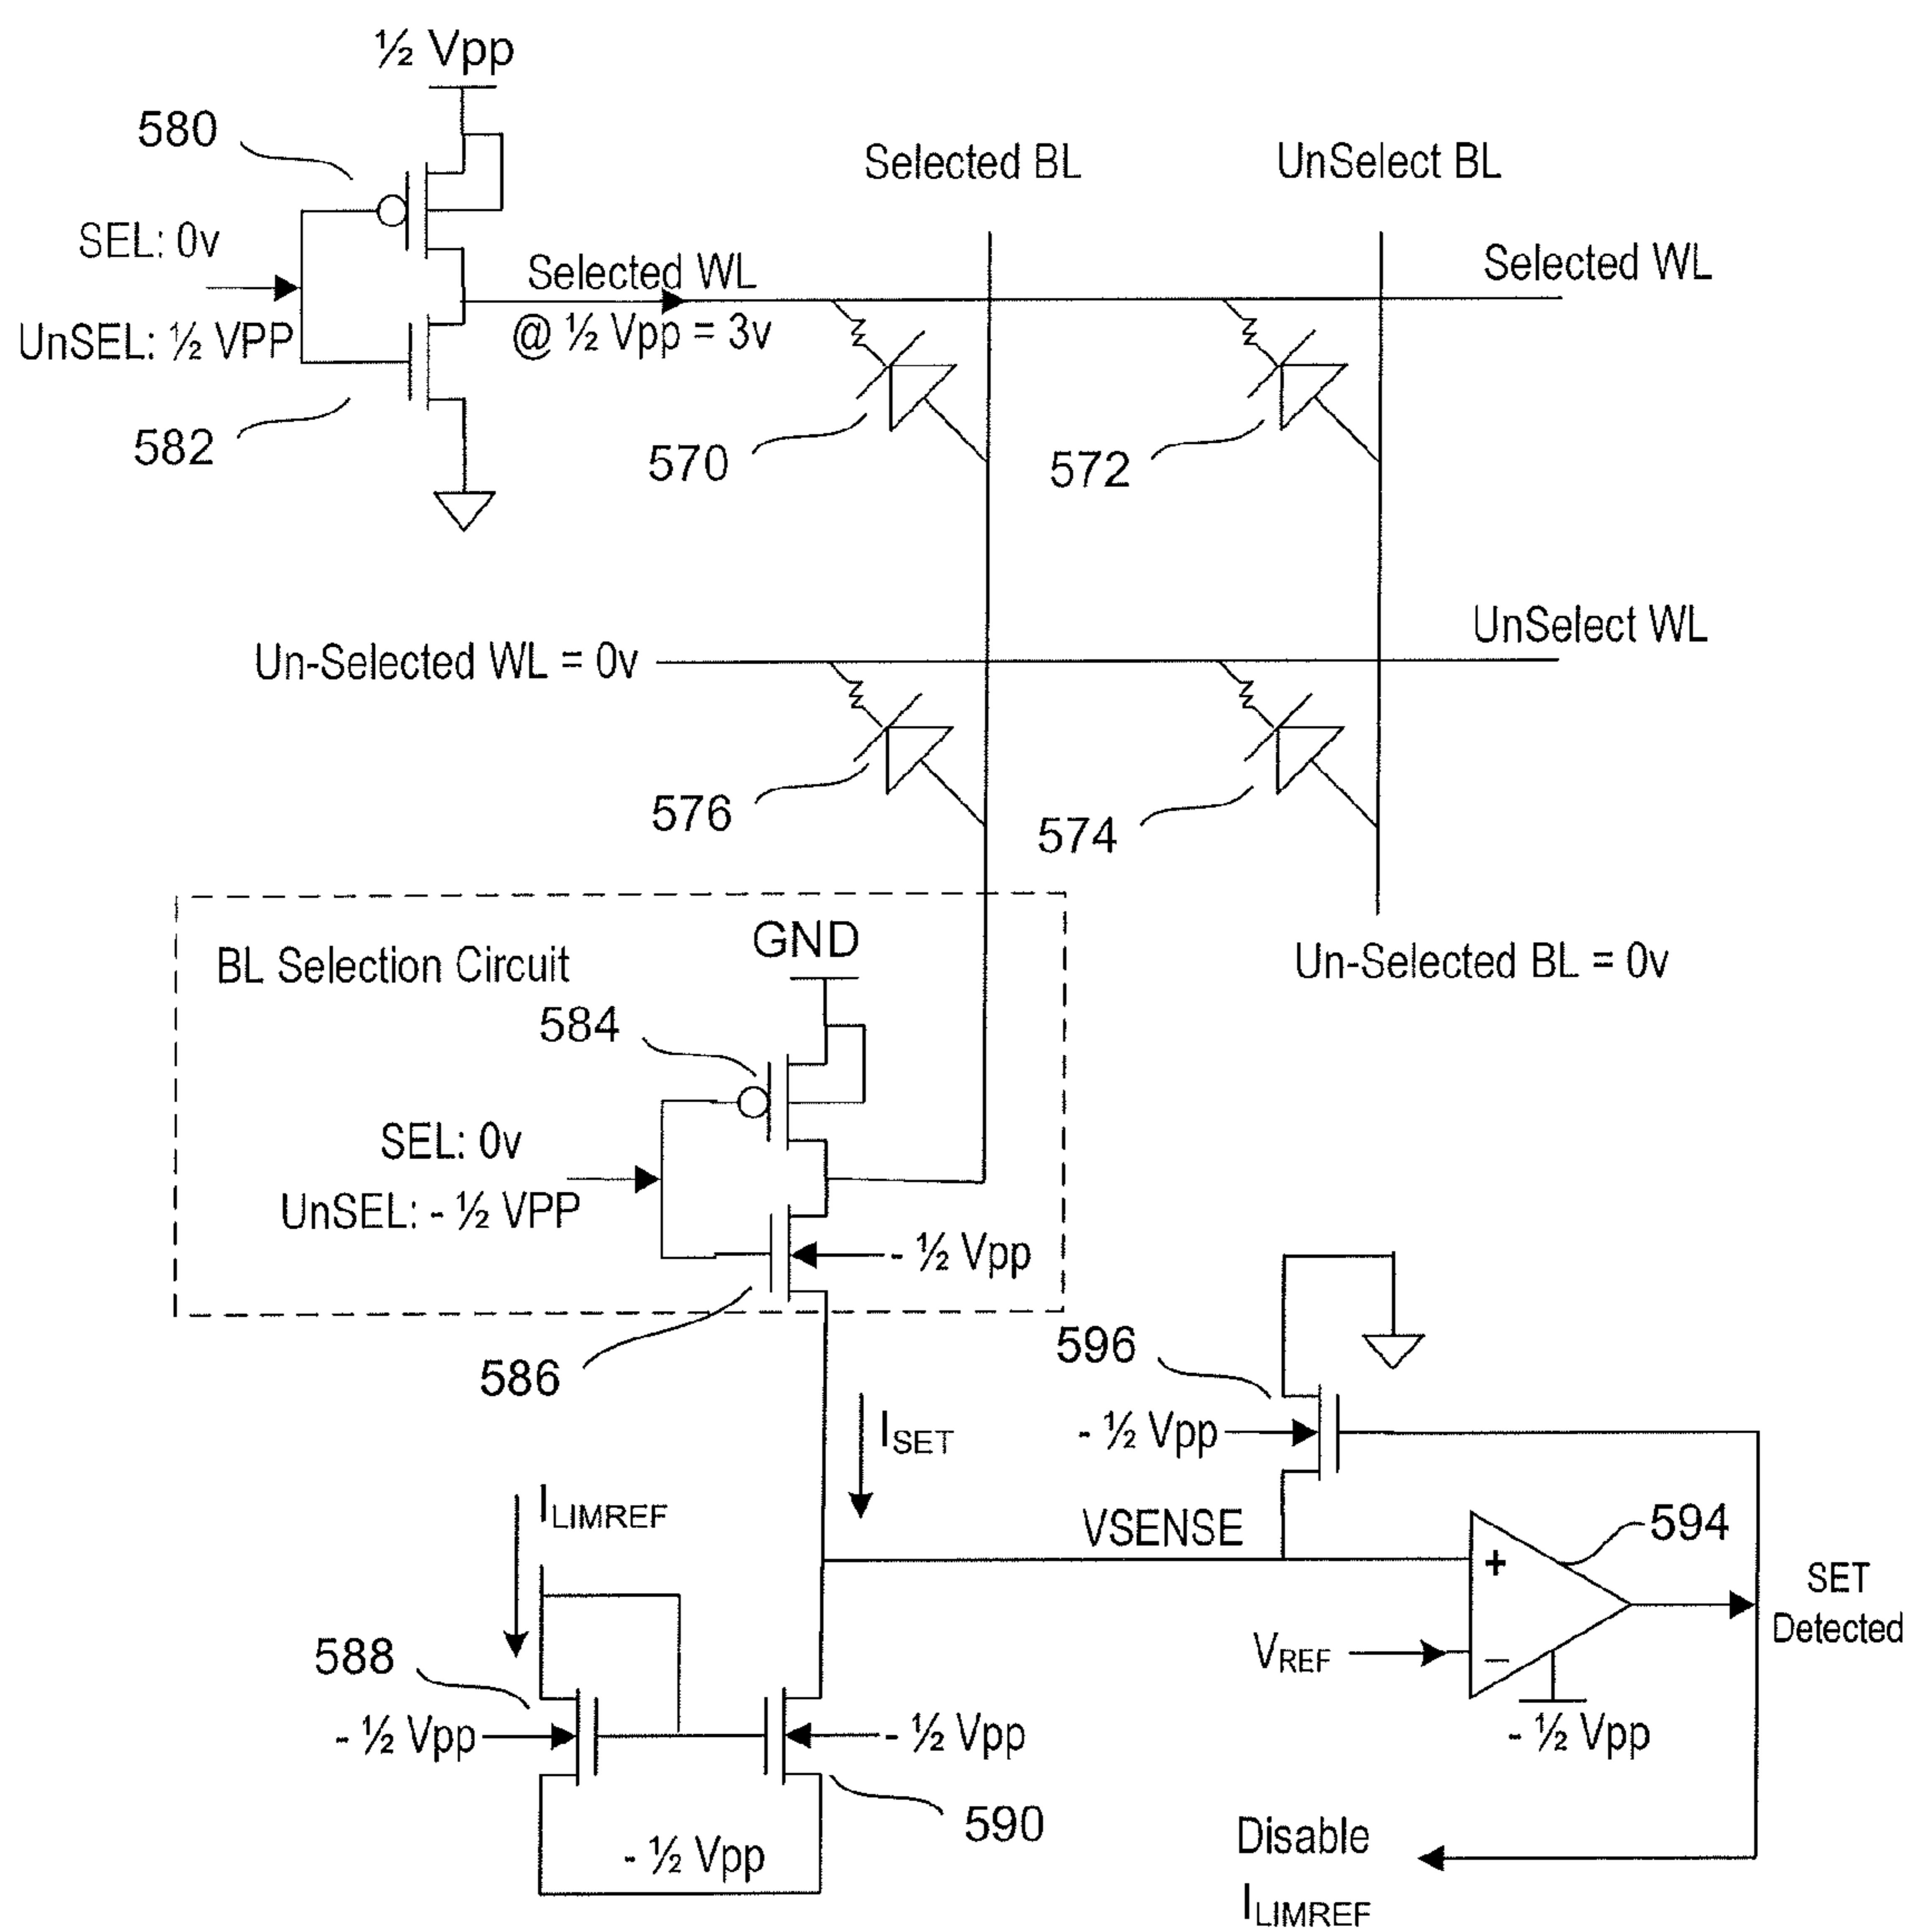 ½ Vpp
580
SEL: 0v
UnSEL: ½ VPP
582
Selected WL
@ ½ Vpp = 3v
Selected BL
UnSelect BL
Selected WL
570
572
Un-Selected WL = 0v
UnSelect WL
576
574
Un-Selected BL = 0v
BL Selection Circuit
GND
584
SEL: 0v
UnSEL: - ½ VPP
- ½ Vpp
586
596
- ½ Vpp
ISET
ILIMREF
VSENSE
594
+
SET
Detected
VREF
–
- ½ Vpp
588
- ½ Vpp
- ½ Vpp
590
- ½ Vpp
Disable
ILIMREF